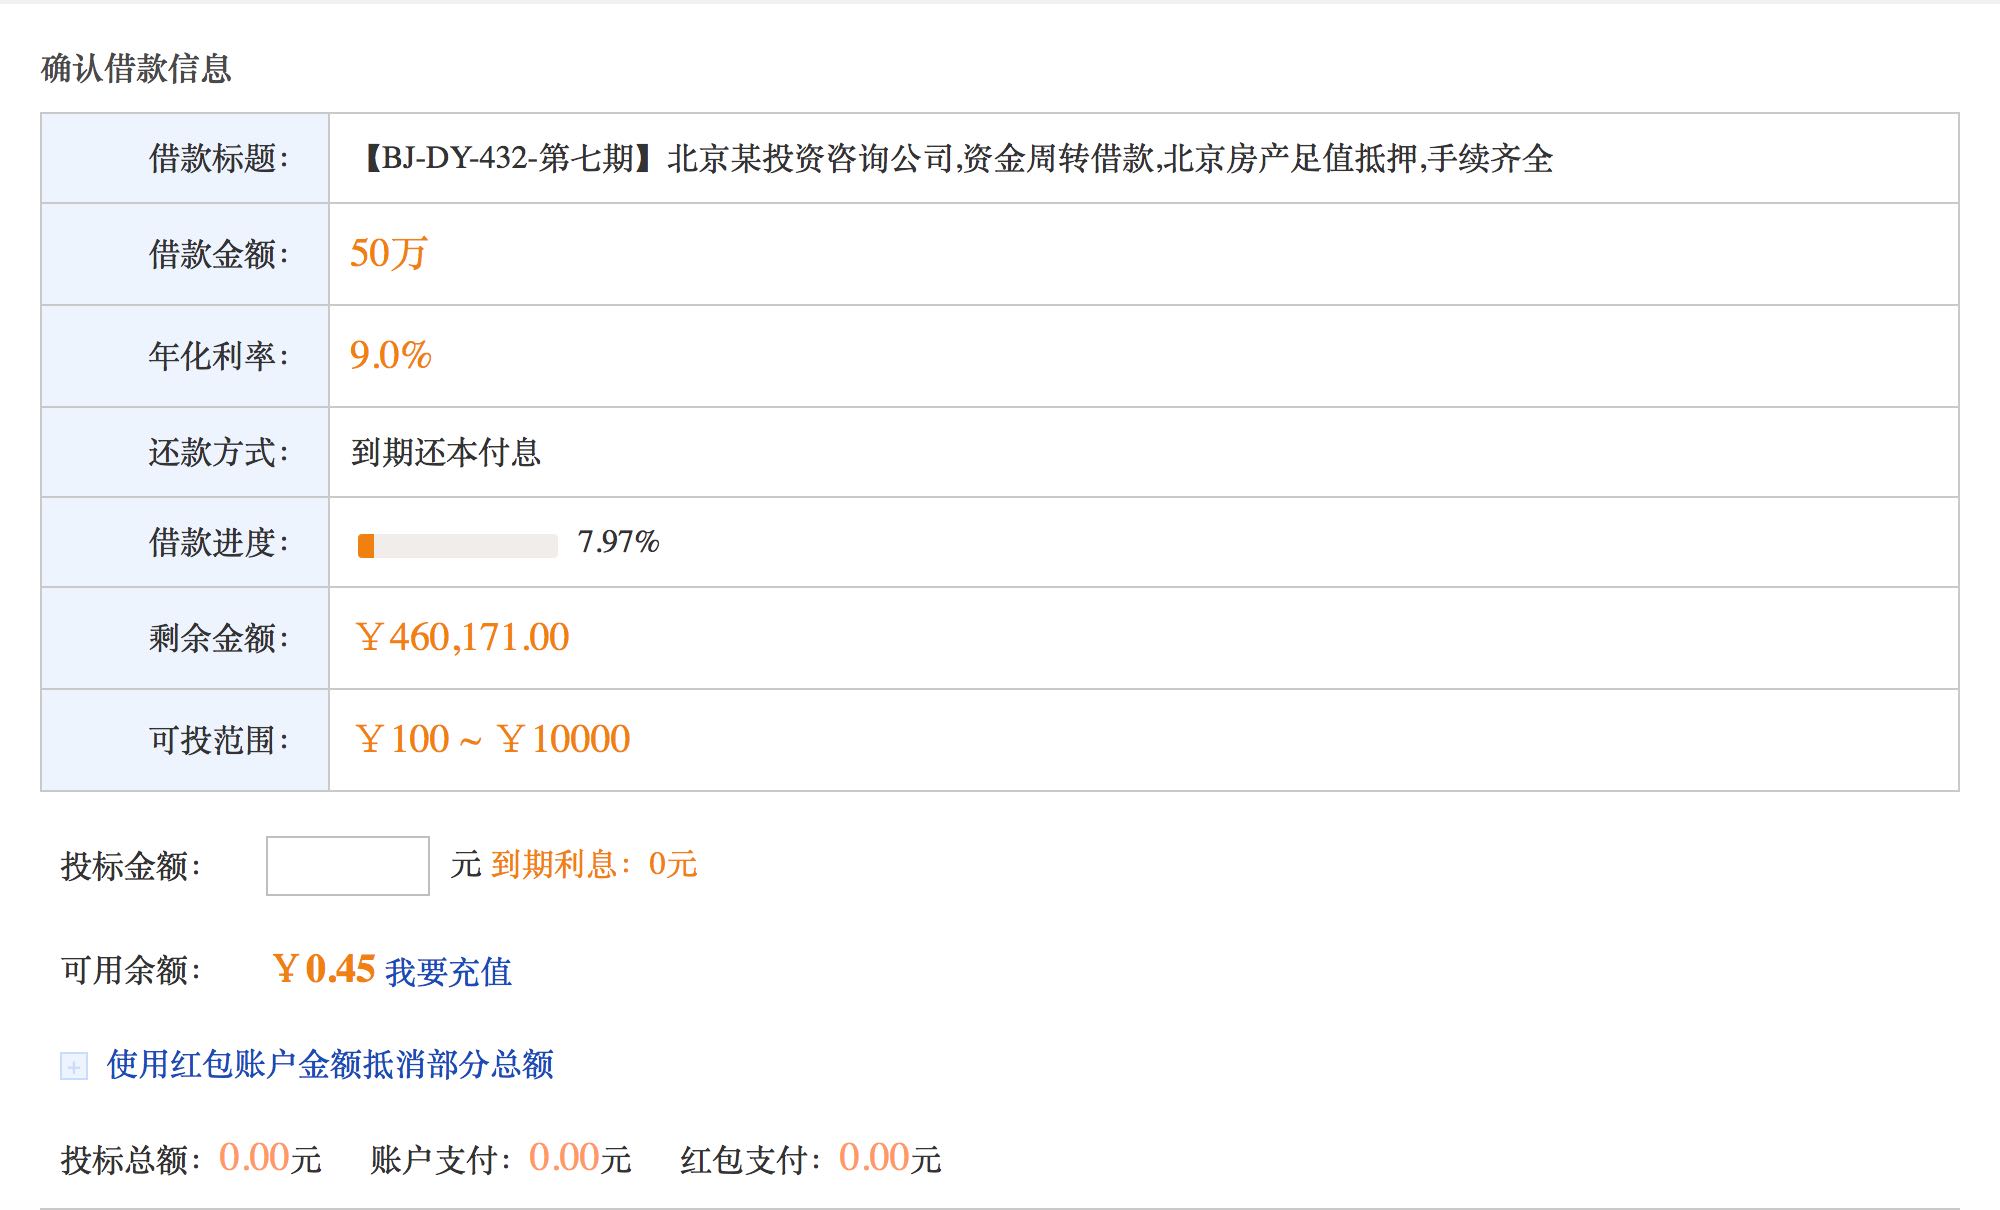 确认借款信息
借款标题： 【BJ-DY-432-第七期】北京某投资咨询公司,资金周转借款,北京房产足值抵押,手续齐全
借款金额： 50万
年化利率： 9.0%
还款方式： 到期还本付息
借款进度： 7.97%
剩余金额： ￥460,171.00
可投范围： ￥100 ~ ￥10000
投标金额： 元 到期利息：0元
可用余额： ￥0.45 我要充值
使用红包账户金额抵消部分总额
投标总额：0.00元 账户支付：0.00元 红包支付：0.00元